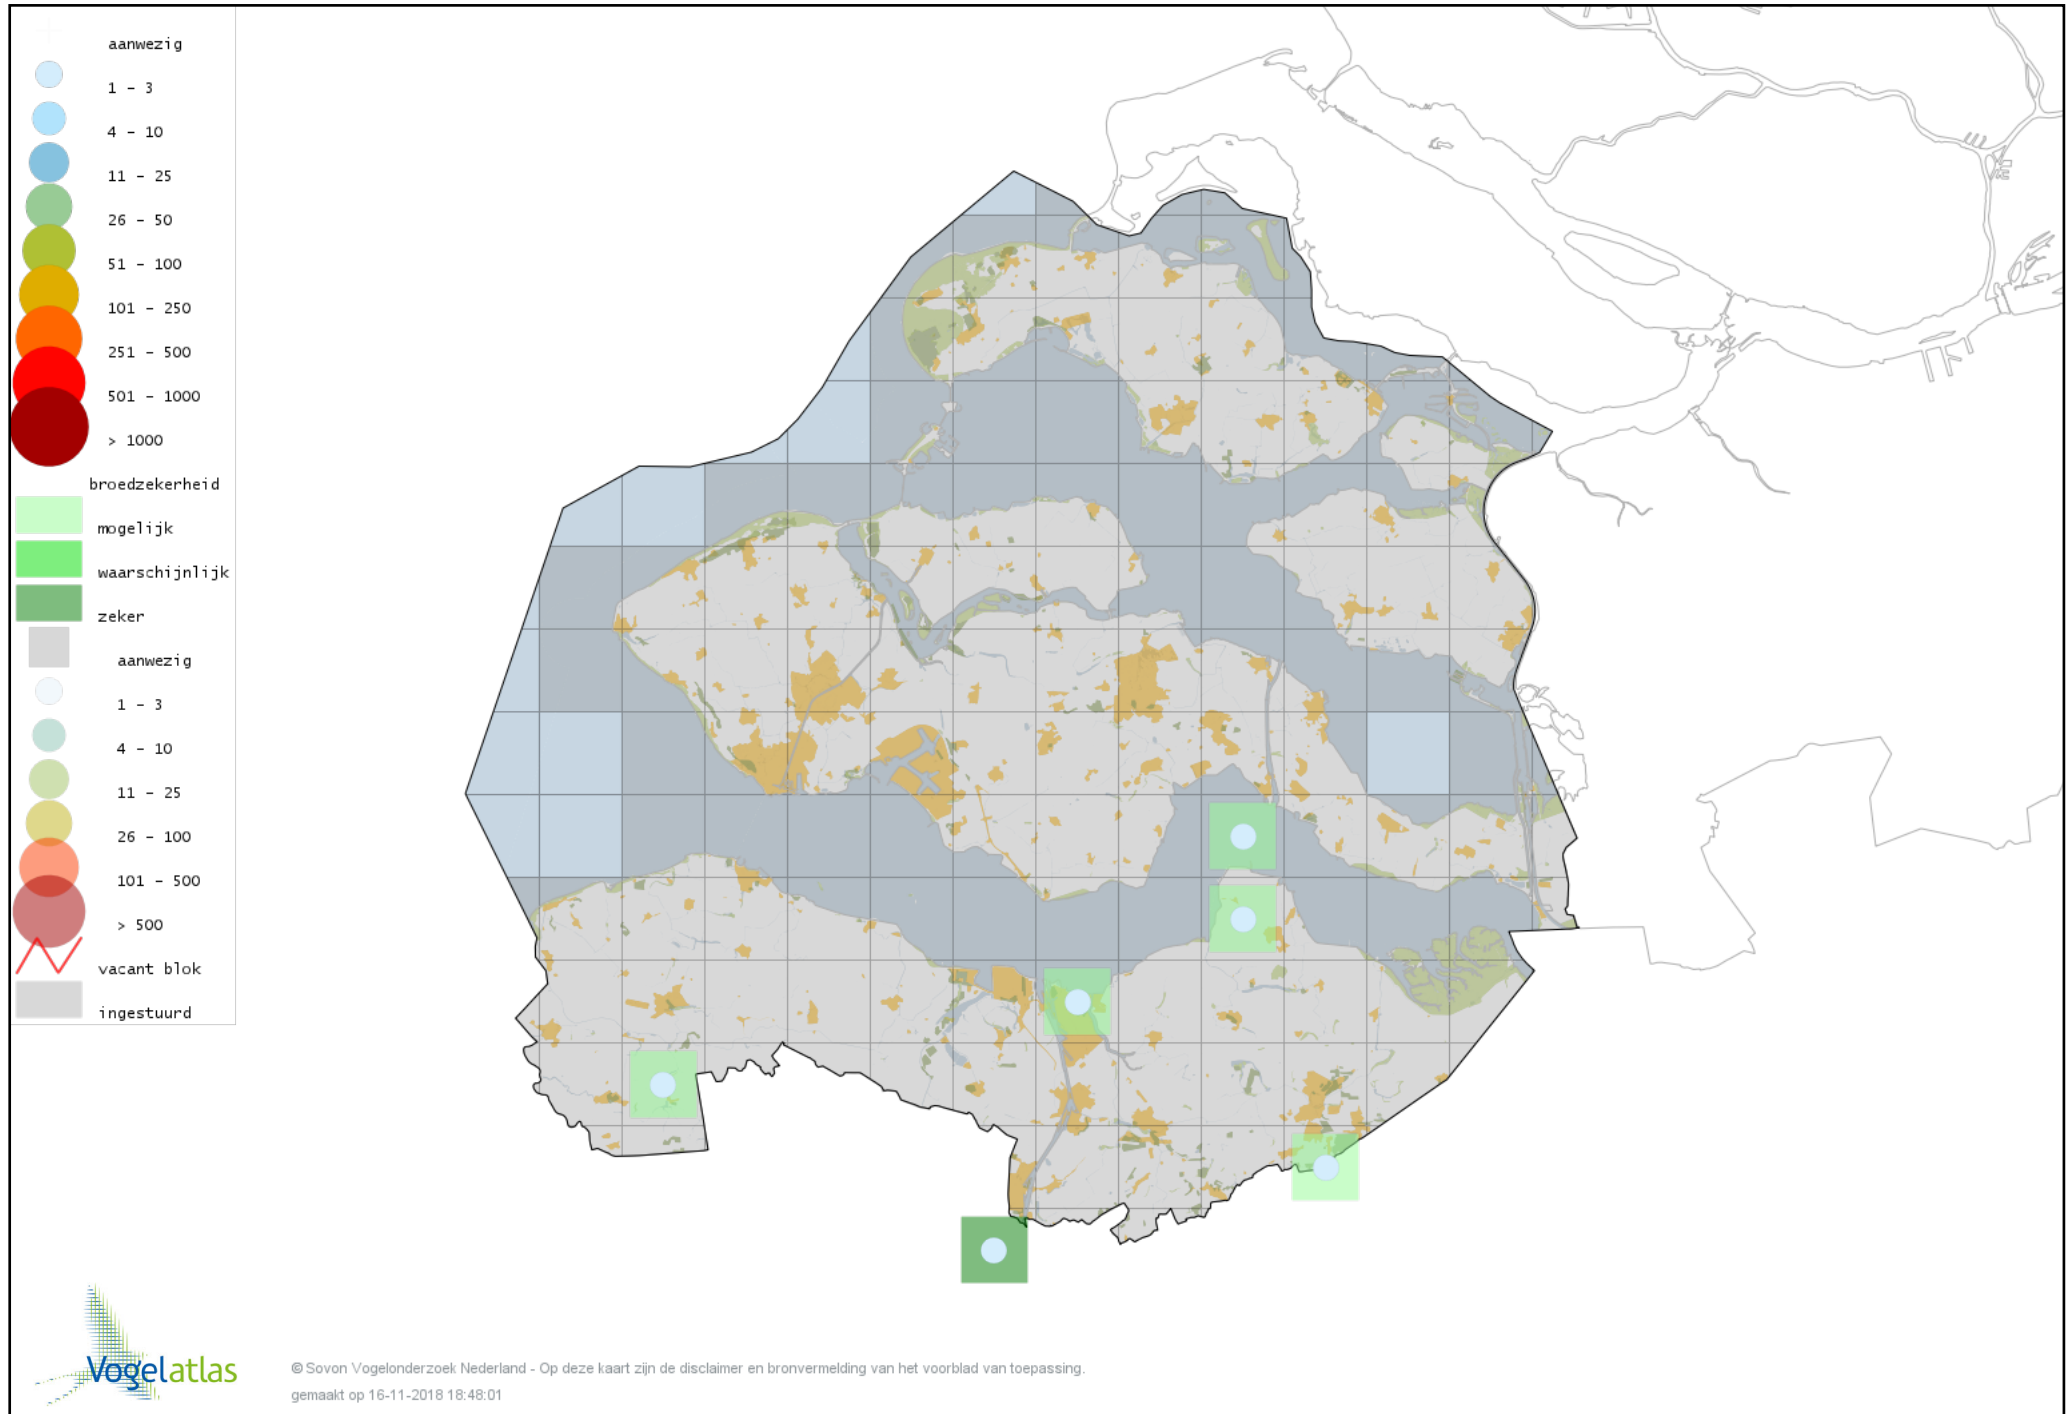 aanwezig
1 - 3
4 - 10
11 - 25
26 - 50
51 - 100
101 - 250
251 - 500
501 - 1000
> 1000
broedzekerheid
mogelijk
waarschijnlijk
zeker
aanwezig
1 - 3
4 - 10
11 - 25
26 - 100
101 - 500
> 500
vacant blok
ingestuurd
Vogelatlas
© Sovon Vogelonderzoek Nederland - Op deze kaart zijn de disclaimer en bronvermelding van het voorblad van toepassing.
gemaakt op 16-11-2018 18:48:01